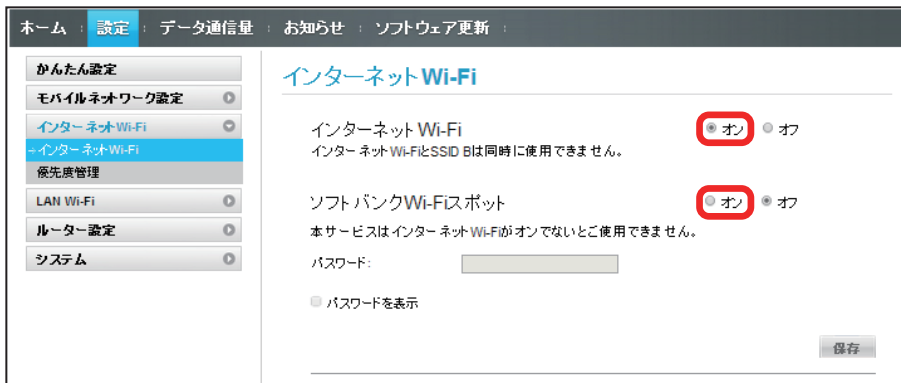 ホーム 設定 データ通信量 お知らせ ソフトウェア更新
かんたん設定
モバイルネットワーク設定
インターネットWi-Fi
インターネットWi-Fi
優先度管理
LAN Wi-Fi
ルーター設定
システム
インターネットWi-Fi
インターネットWi-Fi オン オフ
インターネットWi-FiとSSID Bは同時に使用できません。
ソフトバンクWi-Fiスポット オン オフ
本サービスはインターネットWi-Fiがオンでないとご使用できません。
パスワード:
パスワードを表示
保存